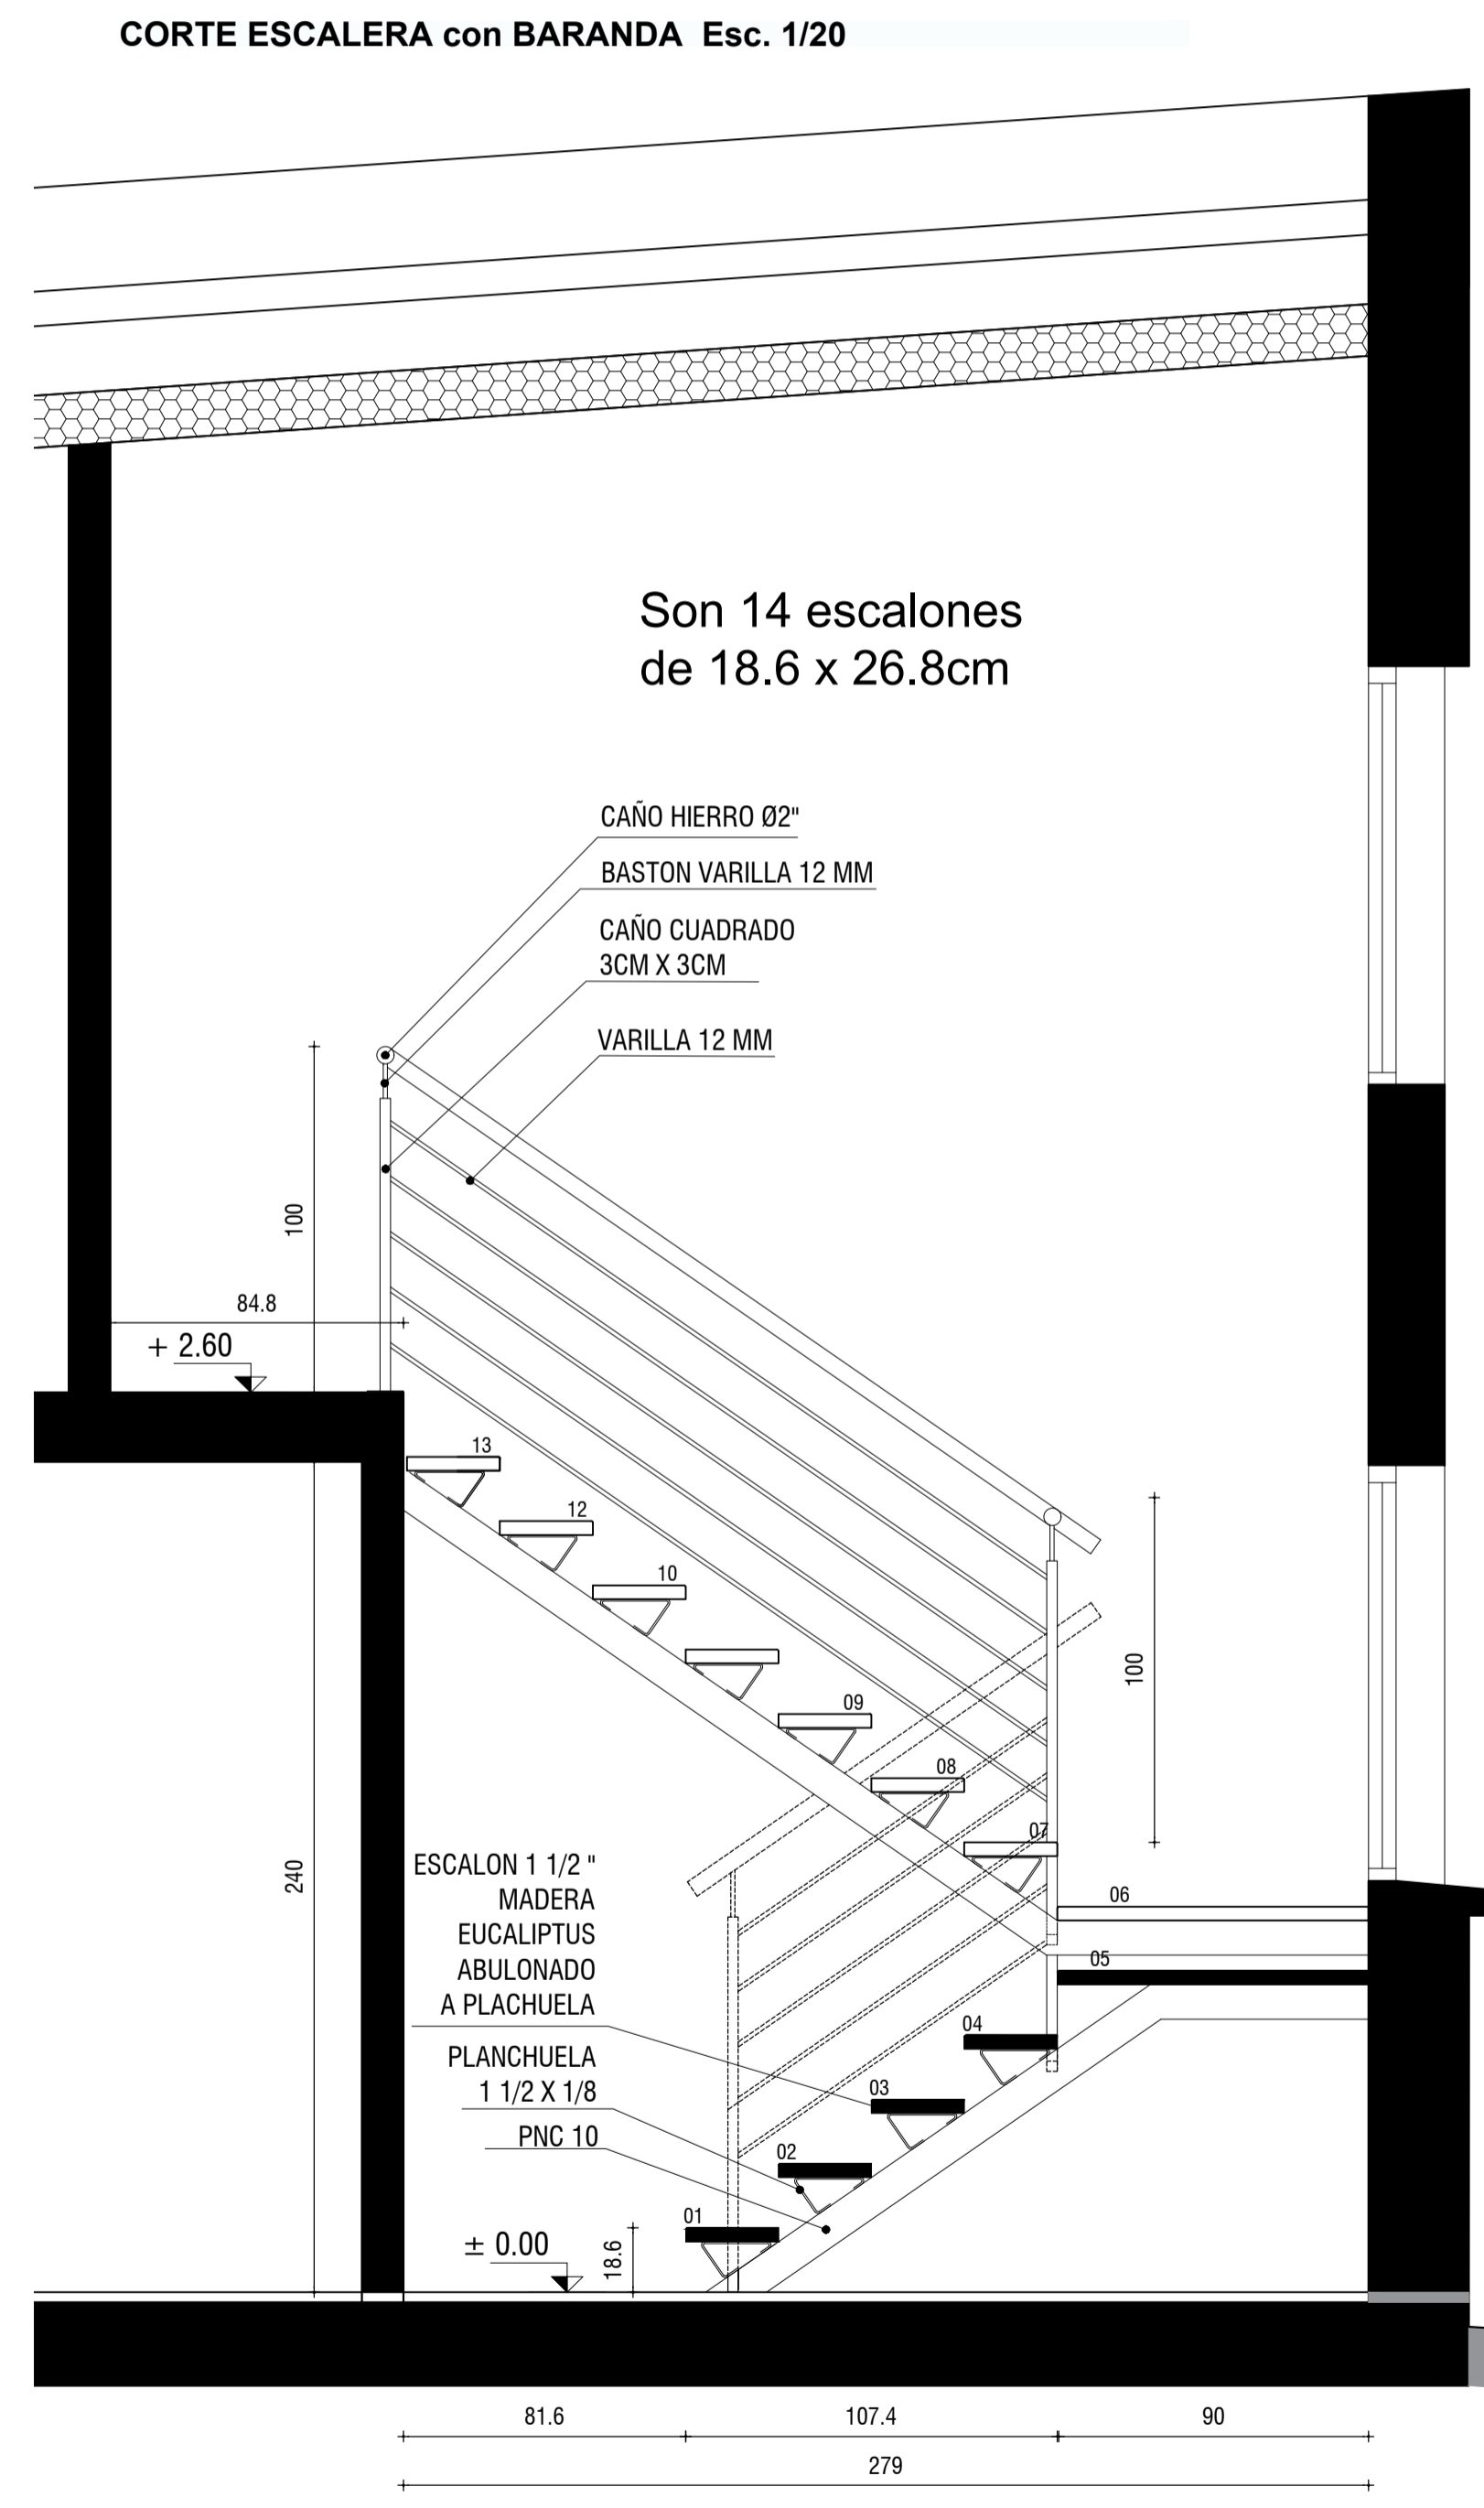 CORTE ESCALERA con BARANDA Esc. 1/20
Son 14 escalones
de 18.6 x 26.8cm
CAÑO HIERRO Ø2"
BASTON VARILLA 12 MM
CAÑO CUADRADO
3CM X 3CM
VARILLA 12 MM
100
84.8
+ 2.60
13
12
10
09
08
07
100
06
05
04
03
02
01
240
ESCALON 1 1/2 "
MADERA
EUCALIPTUS
ABULONADO
A PLACHUELA
PLANCHUELA
1 1/2 X 1/8
PNC 10
± 0.00
18.6
81.6
107.4
90
279